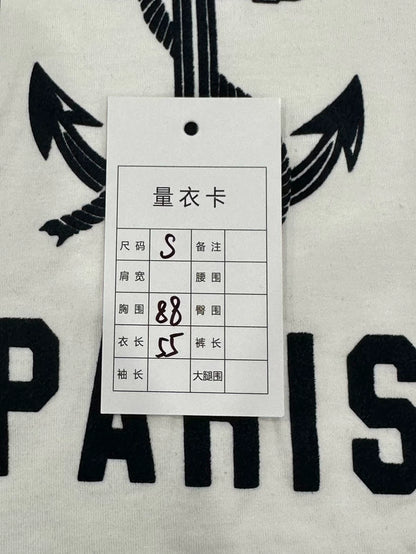 量衣卡
尺码 S 备注
肩宽 腰围
胸围 88 臀围
衣长 55 裤长
袖长 大腿围
PARIS